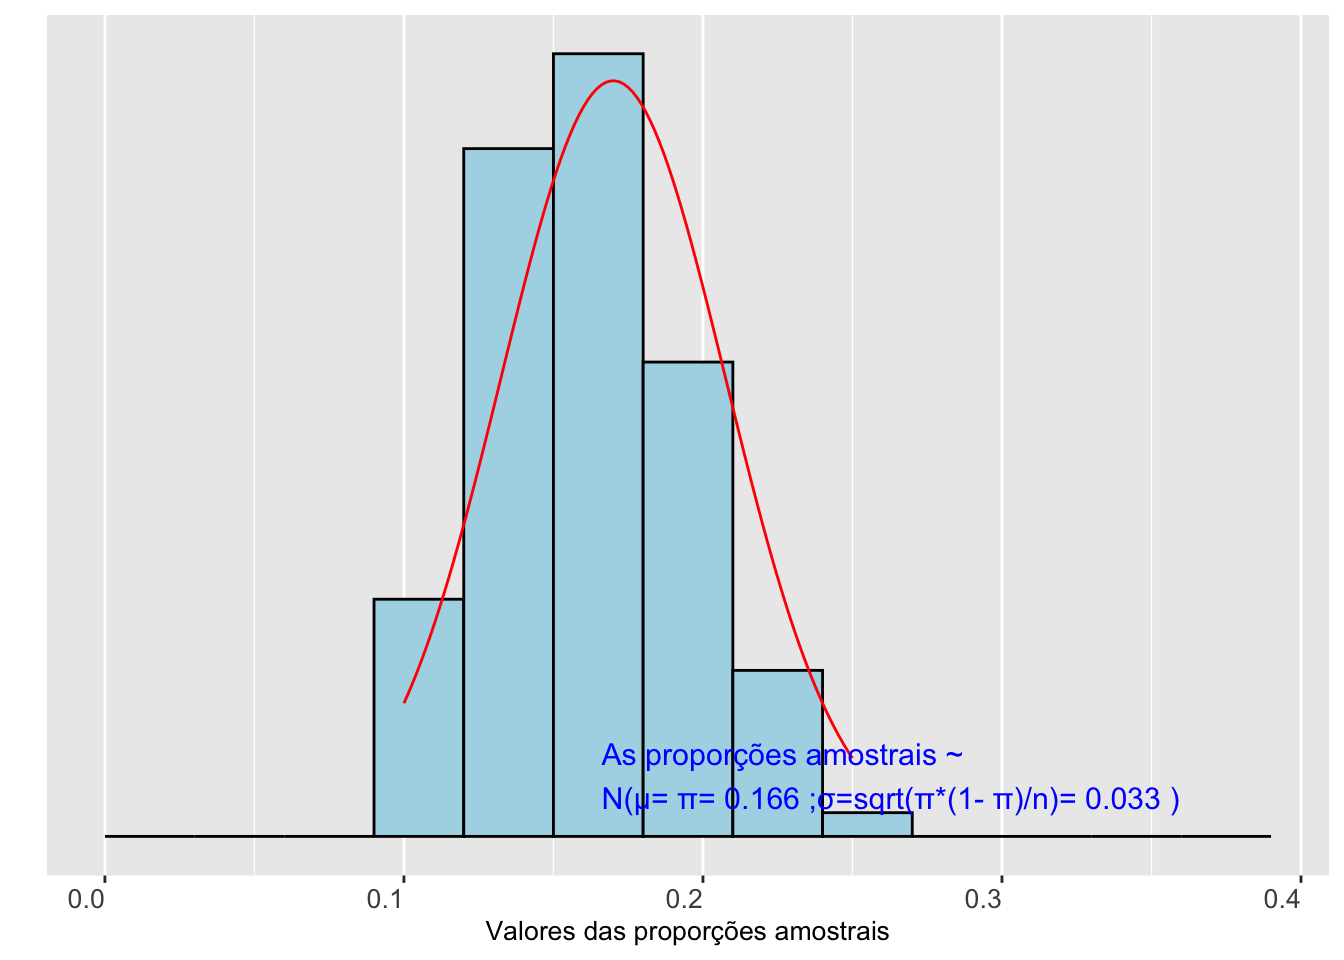 As proporções amostrais ~
N(μ= π= 0.166 ;σ=sqrt(π*(1- π)/n)= 0.033 )
0.0 0.1 0.2 0.3 0.4
Valores das proporções amostrais